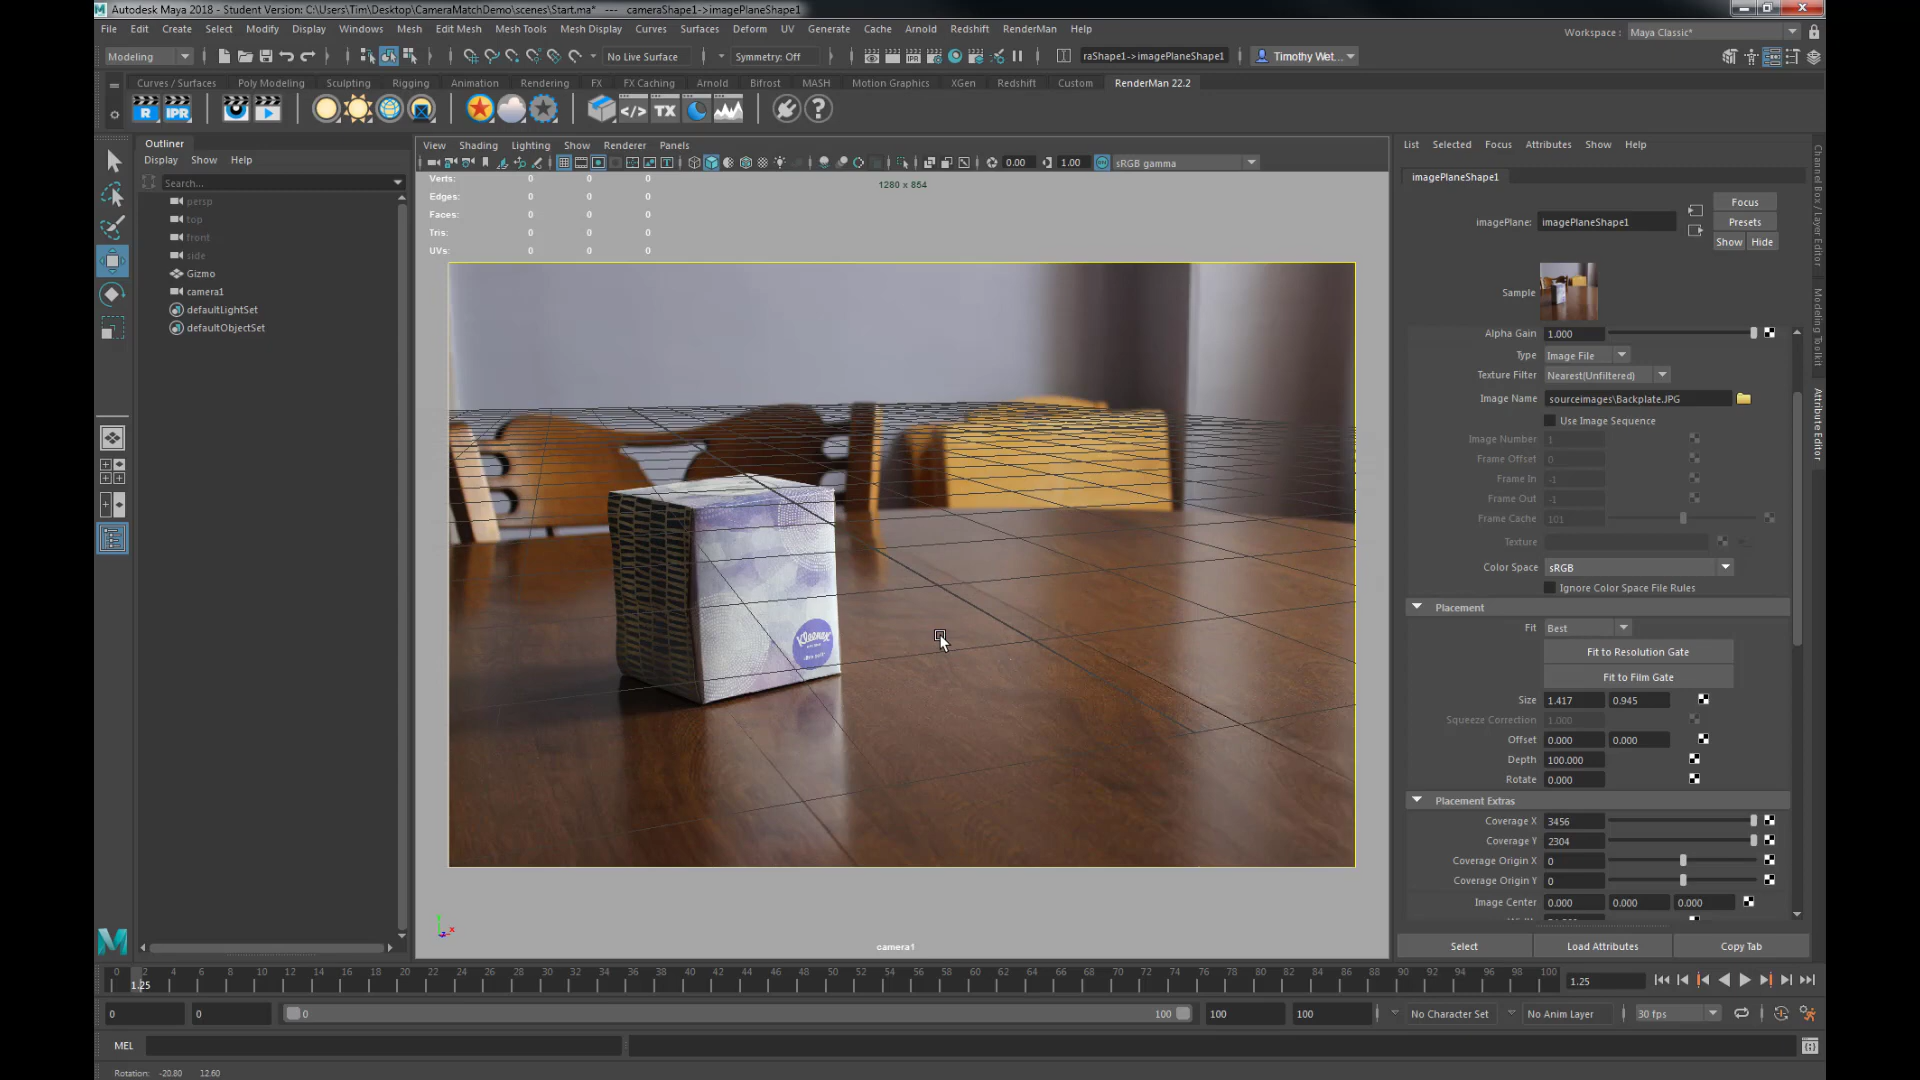 Autodesk Maya 2018 - Student Version: C:\Users\Tim\Desktop\CameraMatchDemo\scenes\Start.ma* --- cameraShape1->imagePlaneShape1
File Edit Create Select Modify Display Windows Mesh Edit Mesh Mesh Tools Mesh Display Curves Surfaces Deform UV Generate Cache Arnold Redshift RenderMan Help
Workspace : Maya Classic*
Modeling
No Live Surface
Symmetry: Off
IPR
raShape1->imagePlaneShape1
Timothy Wet...
Curves / Surfaces Poly Modeling Sculpting Rigging Animation Rendering FX FX Caching Arnold Bifrost MASH Motion Graphics XGen Redshift Custom RenderMan 22.2
R IPR </> TX ?
Outliner
Display Show Help
Search...
persp
top
front
side
Gizmo
camera1
defaultLightSet
defaultObjectSet
View Shading Lighting Show Renderer Panels
0.00 1.00 sRGB gamma
Verts: 0 0 0
Edges: 0 0 0
Faces: 0 0 0
Tris: 0 0 0
UVs: 0 0 0
1280 x 854
Kleenex
x
camera1
List Selected Focus Attributes Show Help
imagePlaneShape1
imagePlane: imagePlaneShape1
Focus
Presets
Show Hide
Sample
Alpha Gain 1.000
Type Image File
Texture Filter Nearest(Unfiltered)
Image Name sourceimages\Backplate.JPG
Use Image Sequence
Image Number 1
Frame Offset 0
Frame In -1
Frame Out -1
Frame Cache 101
Texture
Color Space sRGB
Ignore Color Space File Rules
Placement
Fit Best
Fit to Resolution Gate
Fit to Film Gate
Size 1.417 0.945
Squeeze Correction 1.000
Offset 0.000 0.000
Depth 100.000
Rotate 0.000
Placement Extras
Coverage X 3456
Coverage Y 2304
Coverage Origin X 0
Coverage Origin Y 0
Image Center 0.000 0.000 0.000
Select Load Attributes Copy Tab
Channel Box / Layer Editor
Modeling Toolkit
Attribute Editor
0 2 4 6 8 10 12 14 16 18 20 22 24 26 28 30 32 34 36 38 40 42 44 46 48 50 52 54 56 58 60 62 64 66 68 70 72 74 76 78 80 82 84 86 88 90 92 94 96 98 100
1.25
1.25
0 0 0 100 100 100 No Character Set No Anim Layer 30 fps
MEL
Rotation: -20.80 12.60